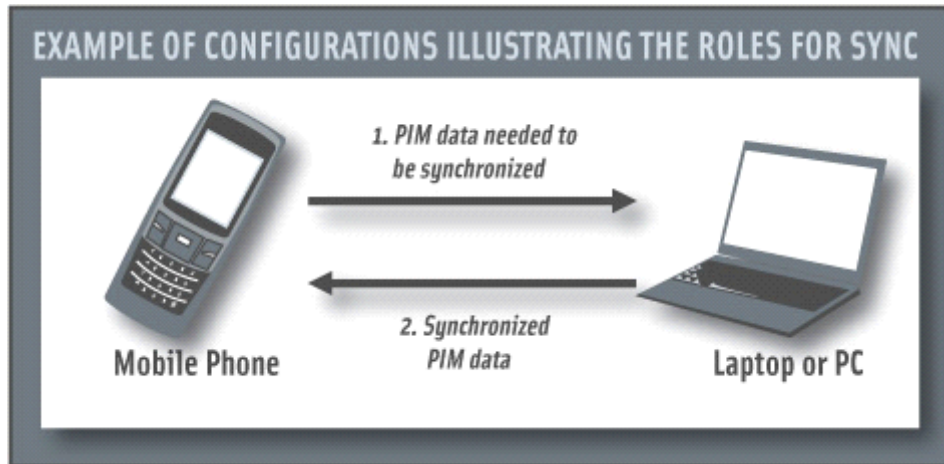 EXAMPLE OF CONFIGURATIONS ILLUSTRATING THE ROLES FOR SYNC
1. PIM data needed to
be synchronized
2. Synchronized
PIM data
Mobile Phone
Laptop or PC